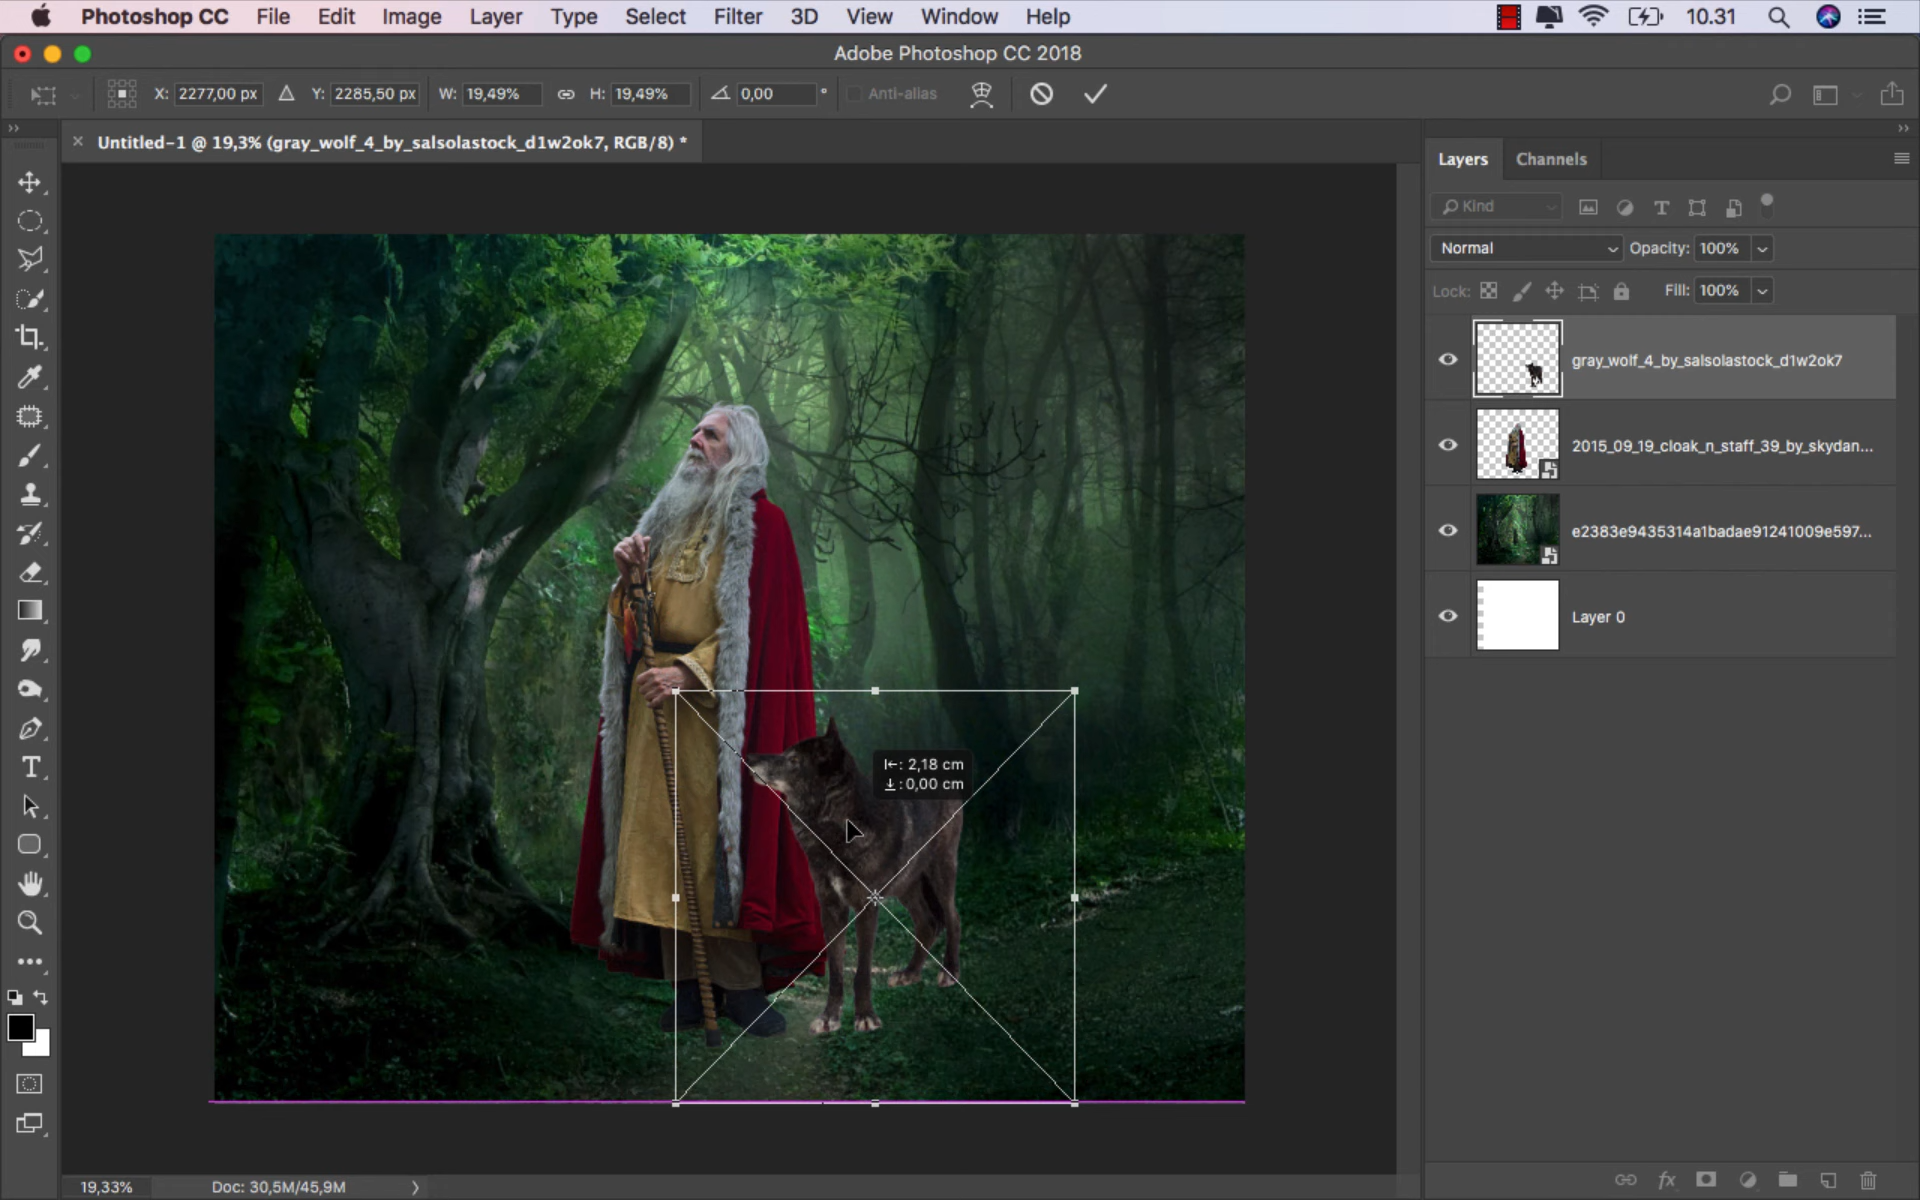 Photoshop CC File Edit Image Layer Type Select Filter 3D View Window Help 10.31
Adobe Photoshop CC 2018
X: 2277,00 px Y: 2285,50 px W: 19,49% H: 19,49% 0,00 ° Anti-alias
Untitled-1 @ 19,3% (gray_wolf_4_by_salsolastock_d1w2ok7, RGB/8) *
Layers Channels
Kind
Normal Opacity: 100%
Lock: Fill: 100%
gray_wolf_4_by_salsolastock_d1w2ok7
2015_09_19_cloak_n_staff_39_by_skydan...
e2383e9435314a1badae91241009e597...
Layer 0
2,18 cm
0,00 cm
19,33% Doc: 30,5M/45,9M